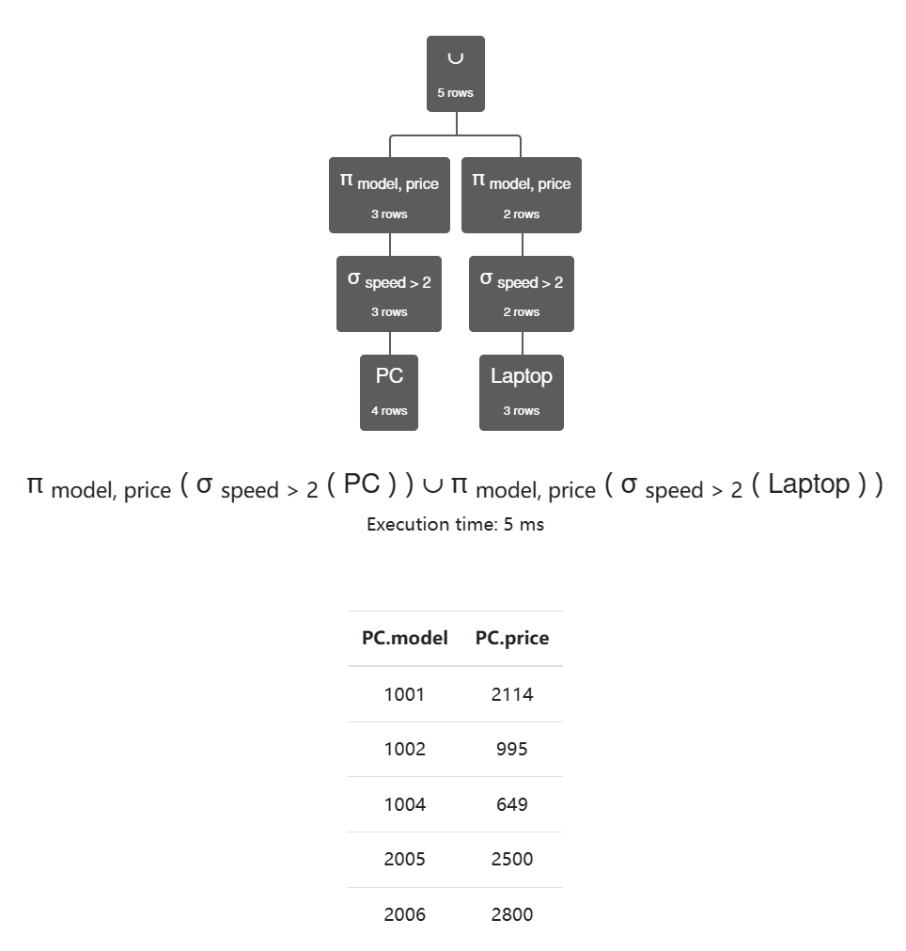 ∪
5 rows
π model, price
3 rows
π model, price
2 rows
σ speed > 2
3 rows
σ speed > 2
2 rows
PC
4 rows
Laptop
3 rows
π model, price ( σ speed > 2 ( PC ) ) ∪ π model, price ( σ speed > 2 ( Laptop ) )
Execution time: 5 ms
PC.model PC.price
1001 2114
1002 995
1004 649
2005 2500
2006 2800